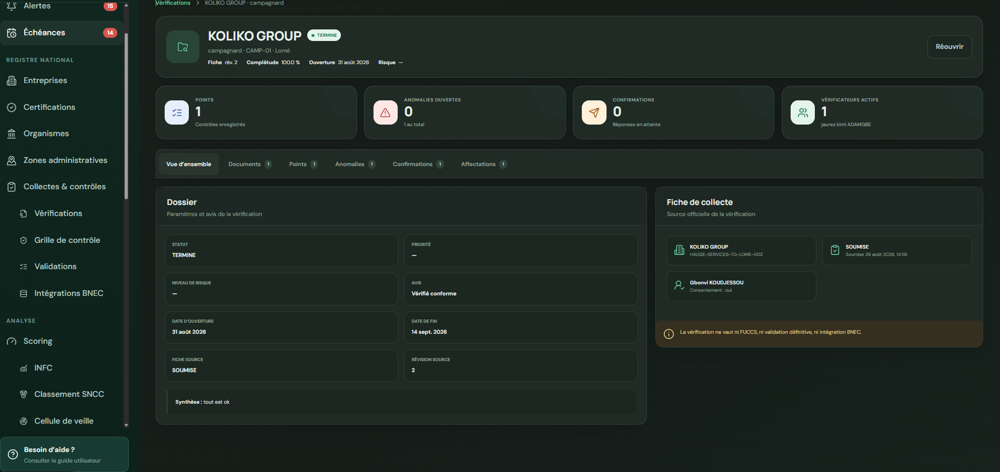 Alertes 15
Échéances 14
REGISTRE NATIONAL
Entreprises
Certifications
Organismes
Zones administratives
Collectes & contrôles
Vérifications
Grille de contrôle
Validations
Intégrations BNEC
ANALYSE
Scoring
INFC
Classement SNCC
Cellule de veille
Besoin d'aide ?
Consulter le guide utilisateur
Vérifications > KOLIKO GROUP · campagnard
KOLIKO GROUP TERMINE
campagnard · CAMP-01 · Lomé
Fiche rév. 2 Complétude 100.0 % Ouverture 31 août 2026 Risque —
Réouvrir
POINTS
1
Contrôles enregistrés
ANOMALIES OUVERTES
0
1 au total
CONFIRMATIONS
0
Réponses en attente
VÉRIFICATEURS ACTIFS
1
jaures kimi ADAMGBE
Vue d'ensemble Documents 1 Points 1 Anomalies 1 Confirmations 1 Affectations 1
Dossier
Paramètres et avis de la vérification
STATUT
TERMINE
PRIORITÉ
—
NIVEAU DE RISQUE
—
AVIS
Vérifié conforme
DATE D'OUVERTURE
31 août 2026
DATE DE FIN
14 sept. 2026
FICHE SOURCE
SOUMISE
RÉVISION SOURCE
2
Synthèse : tout est ok
Fiche de collecte
Source officielle de la vérification
KOLIKO GROUP
HAUQE-SERVICES-TG-LOME-002
SOUMISE
Soumise 29 août 2026, 14:59
Gbonvi KOUDJESSOU
Consentement : oui
La vérification ne vaut ni FUCCS, ni validation définitive, ni intégration BNEC.